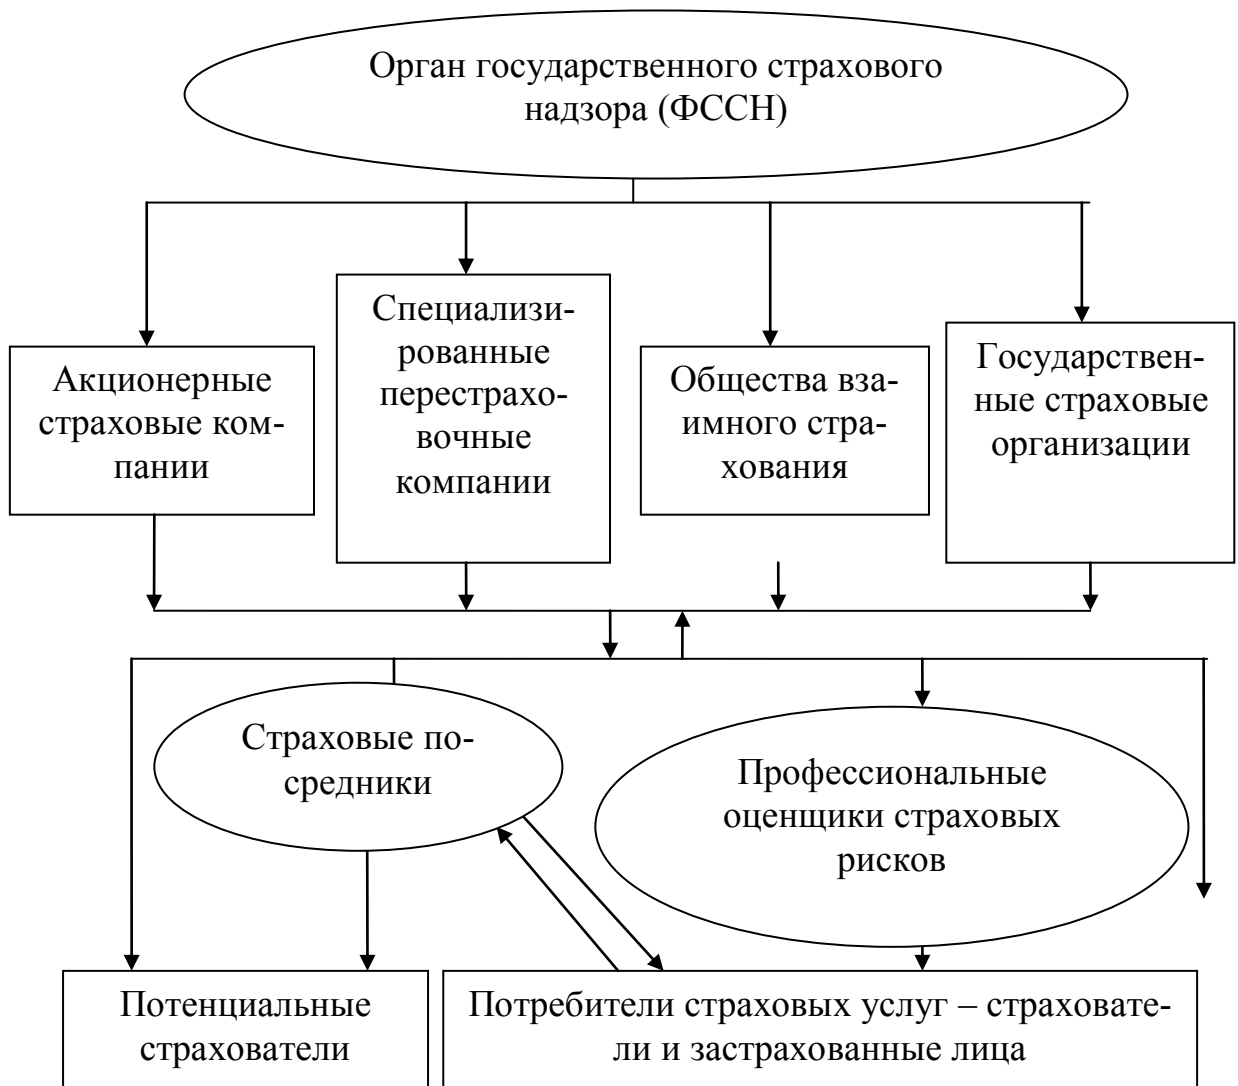 Орган государственного страхового
надзора (ФССН)
Акционерные
страховые ком-
пании
Специализи-
рованные
перестрахо-
вочные
компании
Общества вза-
имного стра-
хования
Государствен-
ные страховые
организации
Страховые по-
средники
Профессиональные
оценщики страховых
рисков
Потенциальные
страхователи
Потребители страховых услуг – страховате-
ли и застрахованные лица